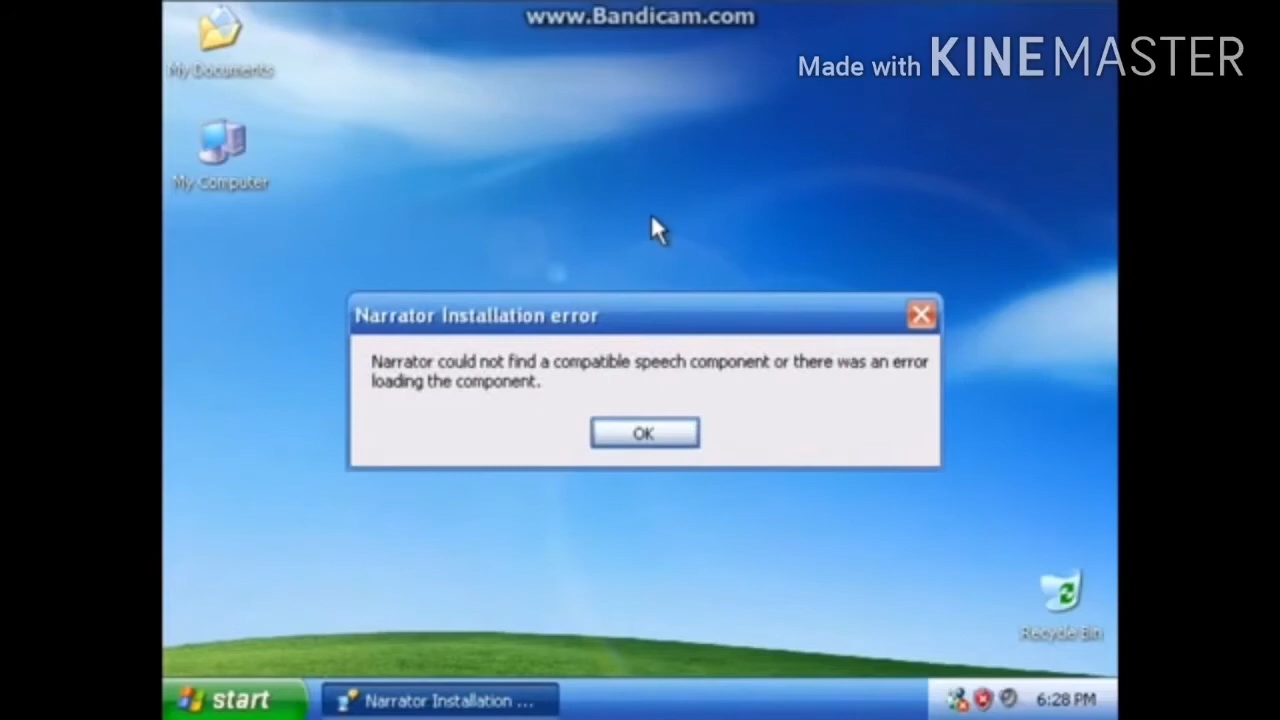 www.Bandicam.com
Made with KINEMASTER
My Documents
My Computer
Narrator Installation error
Narrator could not find a compatible speech component or there was an error
loading the component.
OK
Recycle Bin
start
Narrator Installation ...
6:28 PM